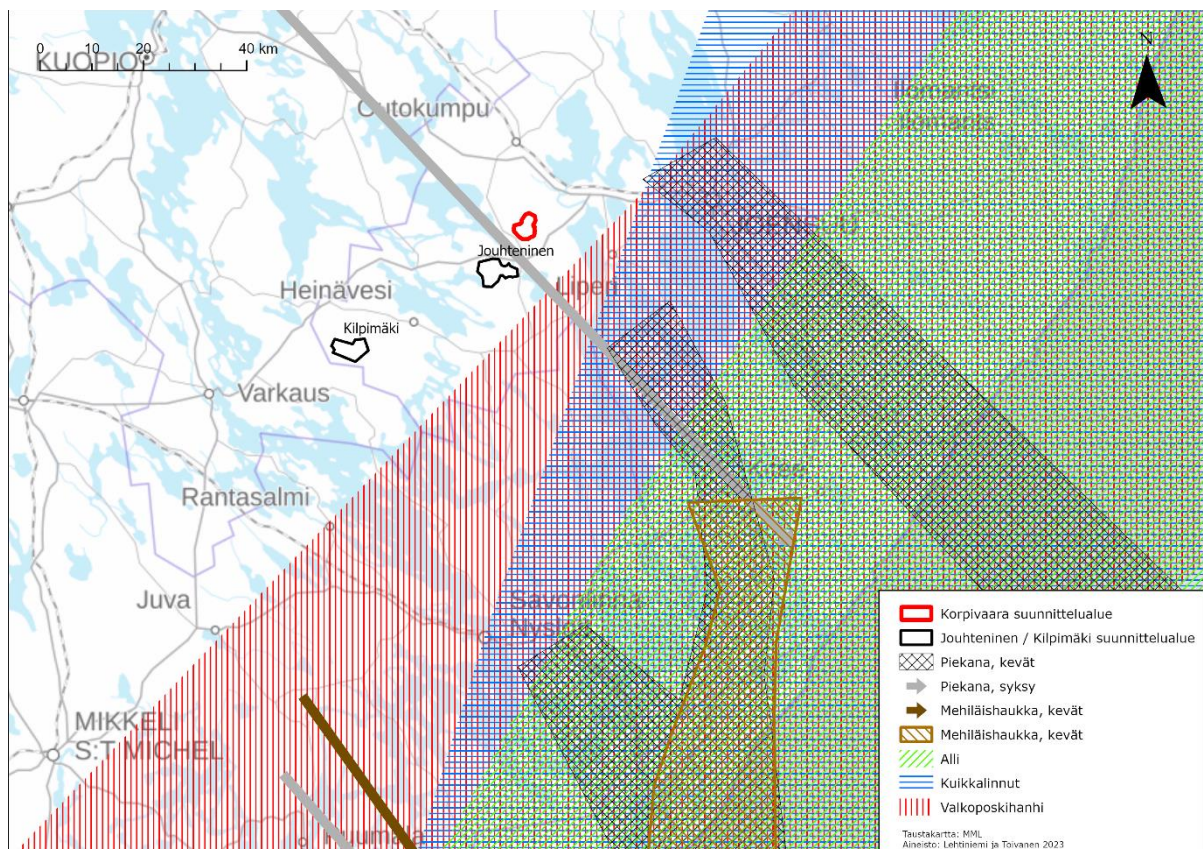 0 10 20 40 km
N
KUOPIO
Outokumpu
Jouhteninen
Liperi
Heinävesi
Kilpimäki
Varkaus
Kitee
Rantasalmi
Juva
Savonlinna
MIKKELI
S:T MICHEL
Puumala
Korpivaara suunnittelualue
Jouhteninen / Kilpimäki suunnittelualue
Piekana, kevät
Piekana, syksy
Mehiläishaukka, kevät
Mehiläishaukka, kevät
Alli
Kuikkalinnut
Valkoposkihanhi
Taustakartta: MML
Aineisto: Lehtiniemi ja Toivanen 2023